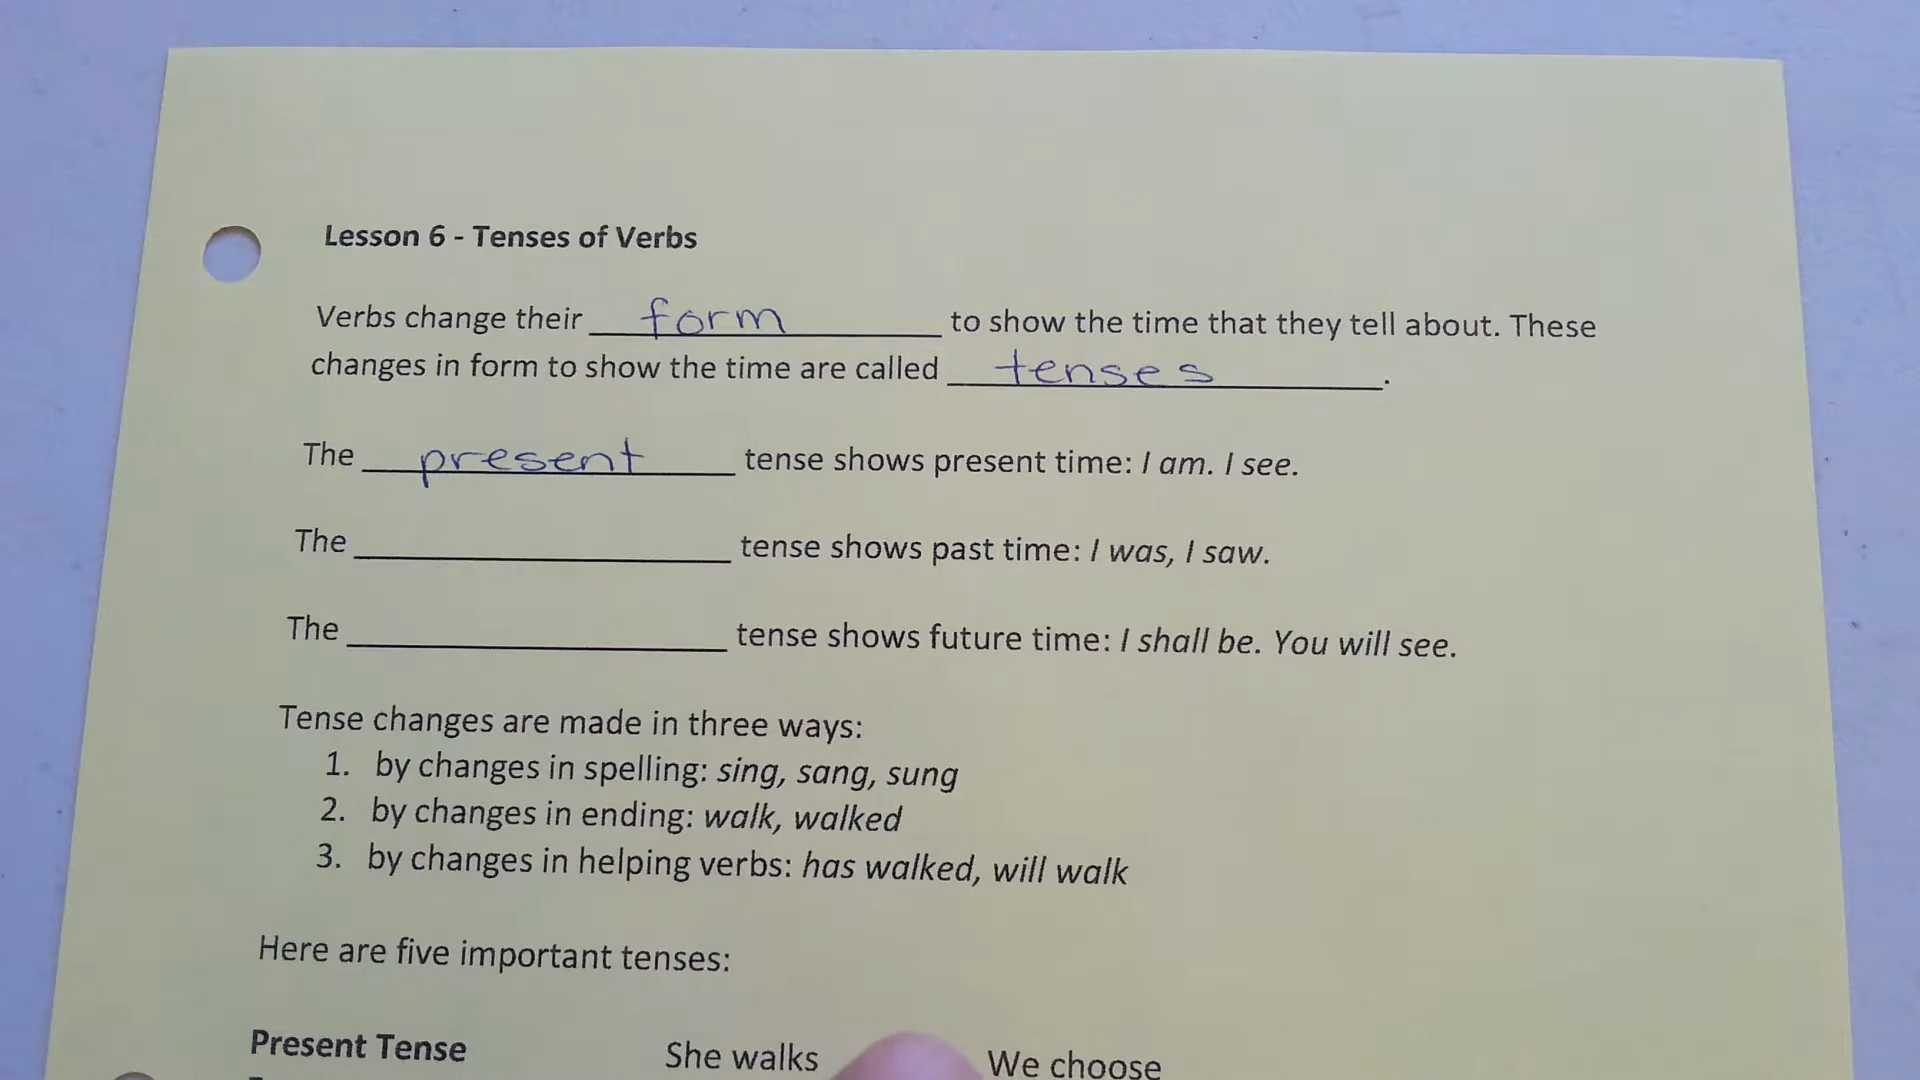 Lesson 6 - Tenses of Verbs
Verbs change their form to show the time that they tell about. These
changes in form to show the time are called tenses.
The present tense shows present time: I am. I see.
The ____ tense shows past time: I was, I saw.
The ____ tense shows future time: I shall be. You will see.
Tense changes are made in three ways:
1. by changes in spelling: sing, sang, sung
2. by changes in ending: walk, walked
3. by changes in helping verbs: has walked, will walk
Here are five important tenses:
Present Tense She walks We choose